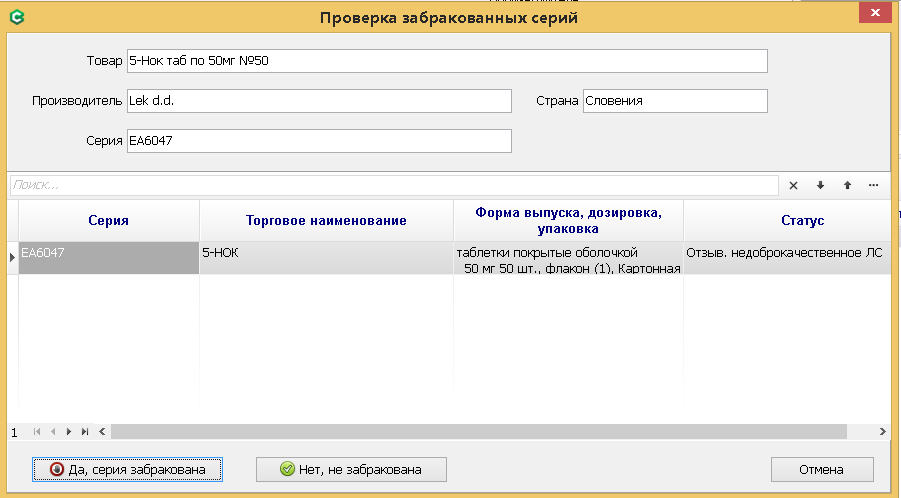 Проверка забракованных серий
Товар 5-Нок таб по 50мг №50
Производитель Lek d.d. Страна Словения
Серия EA6047
Поиск...
Серия Торговое наименование Форма выпуска, дозировка, Статус
упаковка
EA6047 5-НОК таблетки покрытые оболочкой Отзыв. недоброкачественное ЛС
50 мг 50 шт., флакон (1), Картонная
1
Да, серия забракована Нет, не забракована Отмена